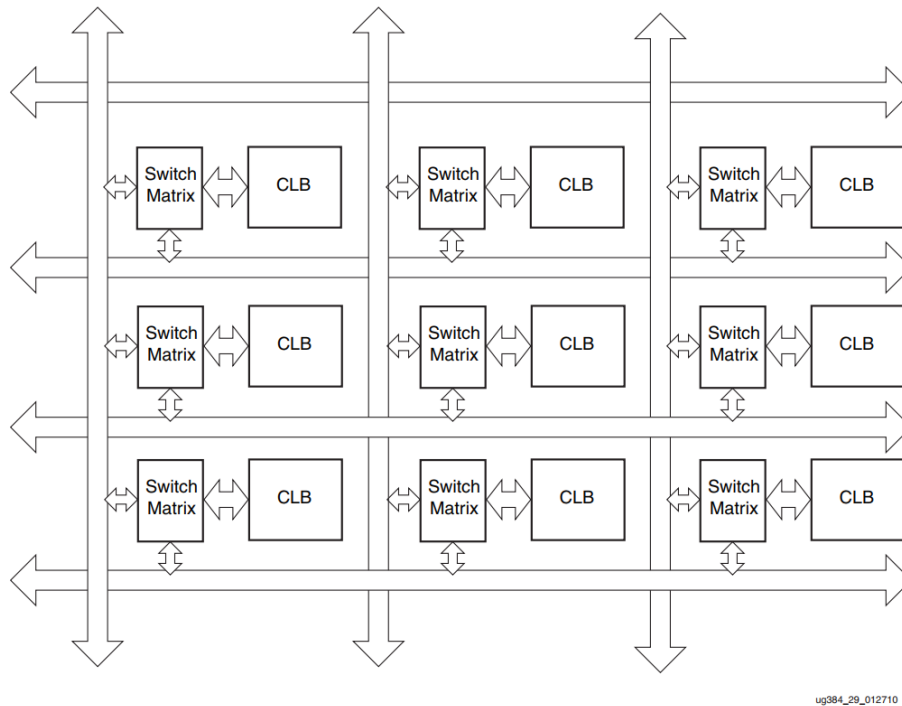 Switch
Matrix
CLB
Switch
Matrix
CLB
Switch
Matrix
CLB
Switch
Matrix
CLB
Switch
Matrix
CLB
Switch
Matrix
CLB
Switch
Matrix
CLB
Switch
Matrix
CLB
Switch
Matrix
CLB
ug384_29_012710